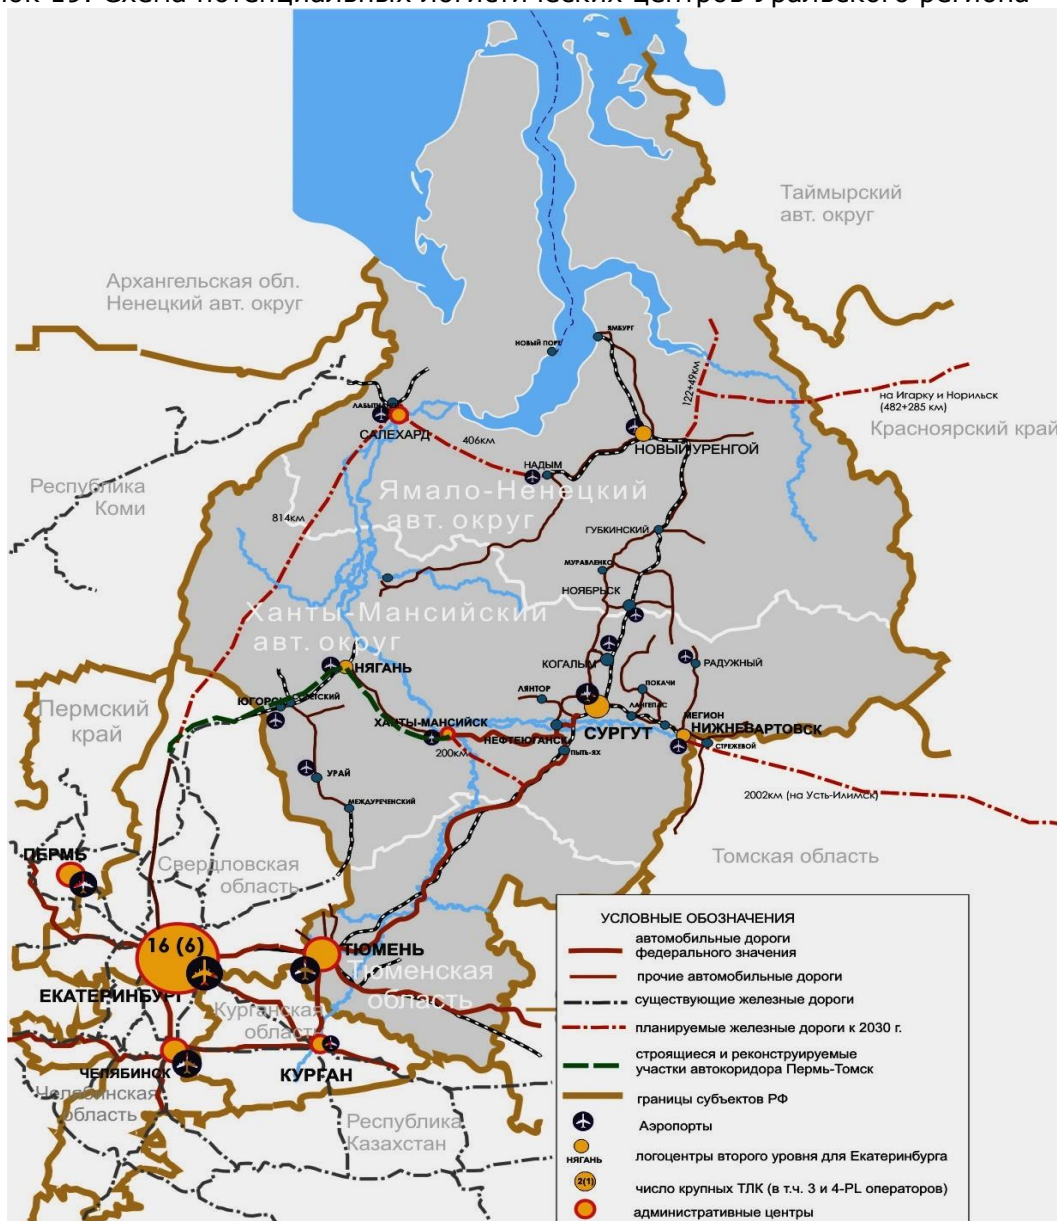 Схема потенциальных логистических центров Уральского региона
Таймырский
авт. округ
Архангельская обл.
Ненецкий авт. округ
ЯМБУРГ
НОВЫЙ ПОРТ
122+49км
на Игарку и Норильск
(482+285 км)
Красноярский край
САЛЕХАРД
406км
НОВЫЙ УРЕНГОЙ
НАДЫМ
Республика
Коми
Ямало-Ненецкий
авт. округ
814км
ГУБКИНСКИЙ
МУРАВЛЕНКО
НОЯБРЬСК
Ханты-Мансийский
авт. округ
КОГАЛЫМ
РАДУЖНЫЙ
НЯГАНЬ
ПОКАЧИ
ЛЯНТОР
ЛАНГЕПАС
ЮГОРСК
Пермский
край
МЕГИОН
ХАНТЫ-МАНСИЙСК
СУРГУТ
НИЖНЕВАРТОВСК
НЕФТЕЮГАНСК
СТРЕЖЕВОЙ
200км
ПЫТЬ-ЯХ
УРАЙ
2002км (на Усть-Илимск)
МЕЖДУРЕЧЕНСКИЙ
ПЕРМЬ
Свердловская
область
Томская область
16 (6)
ТЮМЕНЬ
ЕКАТЕРИНБУРГ
Тюменская
область
Курганская
область
ЧЕЛЯБИНСК
КУРГАН
Челябинская
область
Республика
Казахстан
УСЛОВНЫЕ ОБОЗНАЧЕНИЯ
автомобильные дороги
федерального значения
прочие автомобильные дороги
существующие железные дороги
планируемые железные дороги к 2030 г.
строящиеся и реконструируемые
участки автокоридора Пермь-Томск
границы субъектов РФ
Аэропорты
логоцентры второго уровня для Екатеринбурга
НЯГАНЬ
2(1)
число крупных ТЛК (в т.ч. 3 и 4-PL операторов)
административные центры